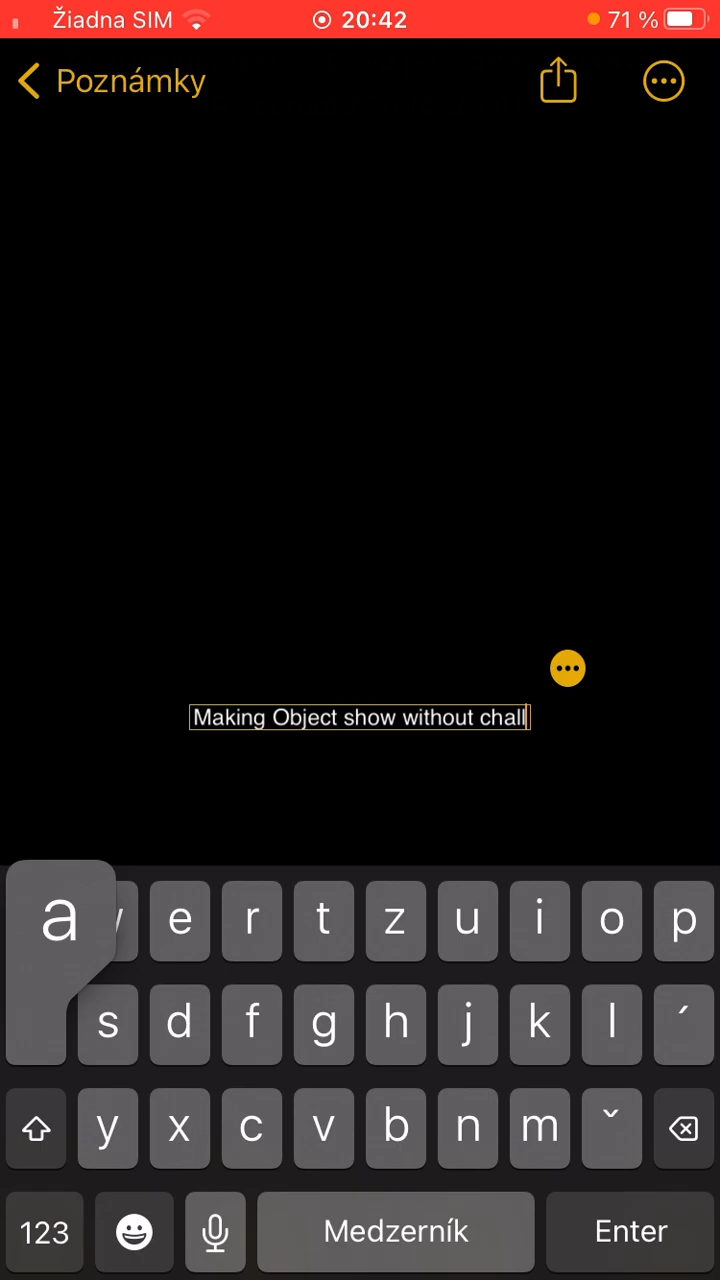 Žiadna SIM 20:42 71 %
Poznámky
Making Object show without chall
a e r t z u i o p
s d f g h j k l ´
y x c v b n m ˇ
123 Medzerník Enter